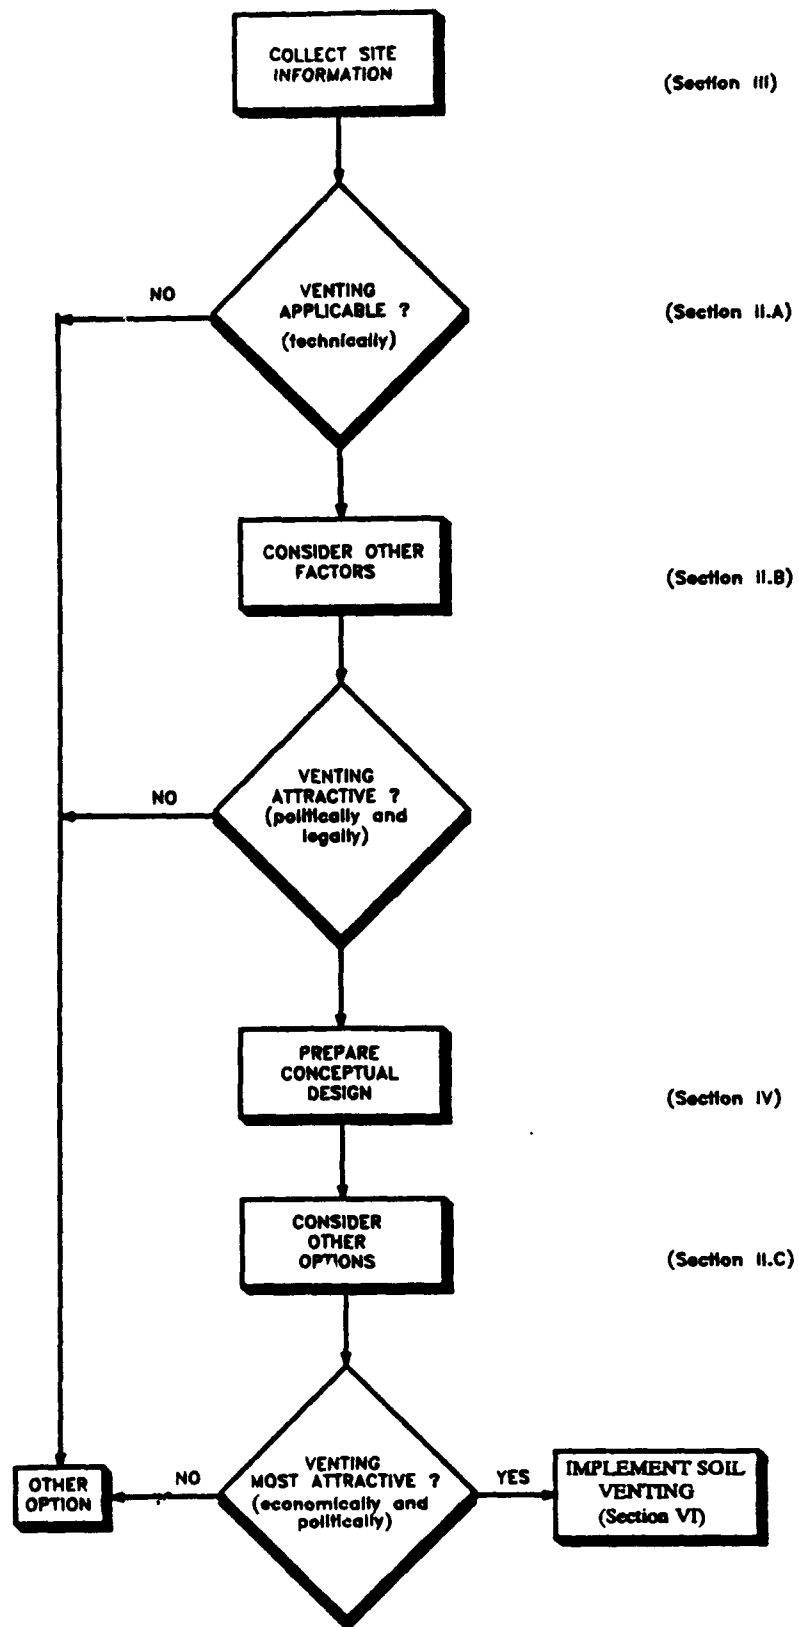 COLLECT SITE
INFORMATION
(Section III)
VENTING
APPLICABLE ?
(technically)
NO
(Section II.A)
CONSIDER OTHER
FACTORS
(Section II.B)
VENTING
ATTRACTIVE ?
(politically and
legally)
NO
PREPARE
CONCEPTUAL
DESIGN
(Section IV)
CONSIDER
OTHER
OPTIONS
(Section II.C)
VENTING
MOST ATTRACTIVE ?
(economically and
politically)
NO
OTHER
OPTION
YES
IMPLEMENT SOIL
VENTING
(Section VI)